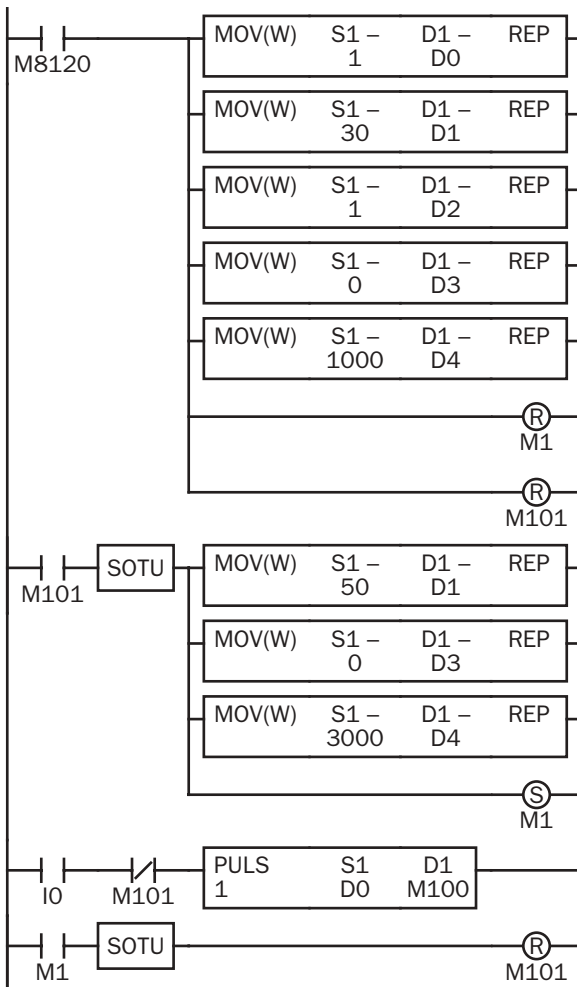 MOV(W) S1 – D1 – REP
M8120 1 D0
MOV(W) S1 – D1 – REP
30 D1
MOV(W) S1 – D1 – REP
1 D2
MOV(W) S1 – D1 – REP
0 D3
MOV(W) S1 – D1 – REP
1000 D4
R
M1
R
M101
SOTU MOV(W) S1 – D1 – REP
M101 50 D1
MOV(W) S1 – D1 – REP
0 D3
MOV(W) S1 – D1 – REP
3000 D4
S
M1
PULS S1 D1
I0 M101 1 D0 M100
SOTU R
M1 M101